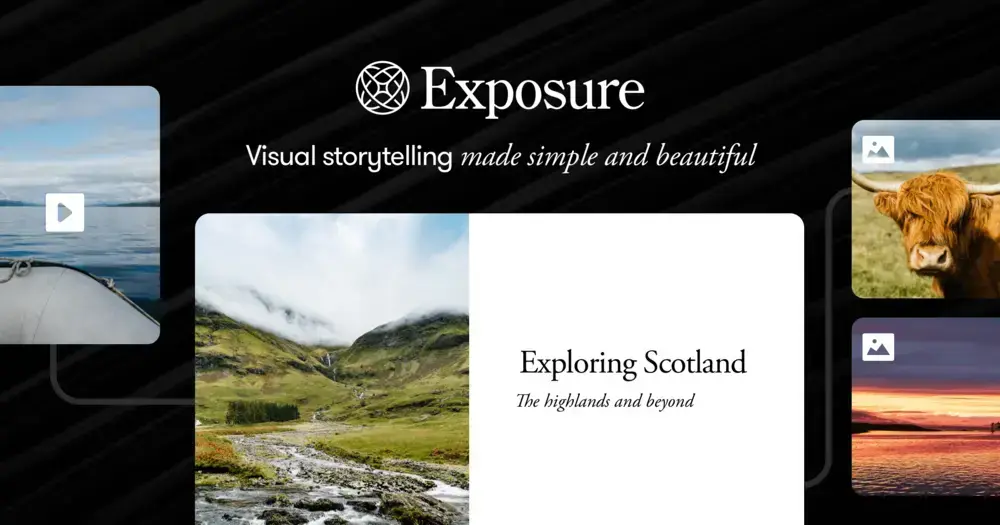 Exposure
Visual storytelling made simple and beautiful
Exploring Scotland
The highlands and beyond